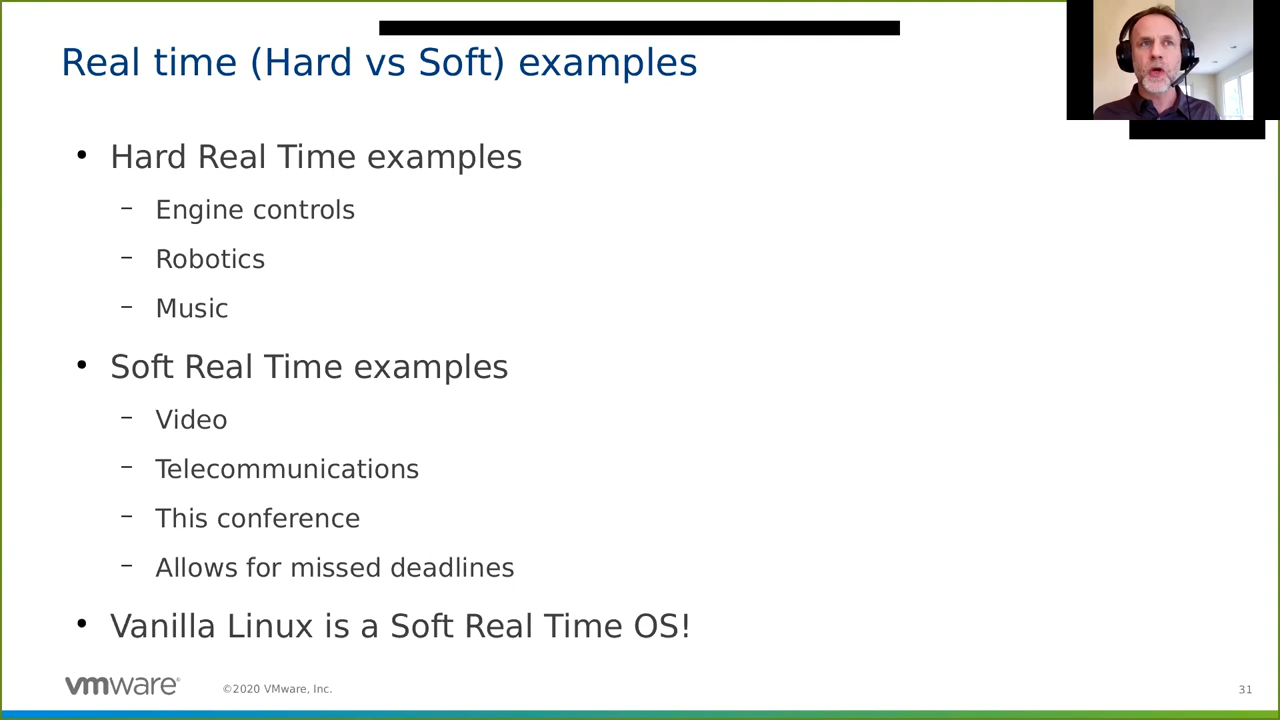 Real time (Hard vs Soft) examples
• Hard Real Time examples
– Engine controls
– Robotics
– Music
• Soft Real Time examples
– Video
– Telecommunications
– This conference
– Allows for missed deadlines
• Vanilla Linux is a Soft Real Time OS!
vmware®
©2020 VMware, Inc.
31